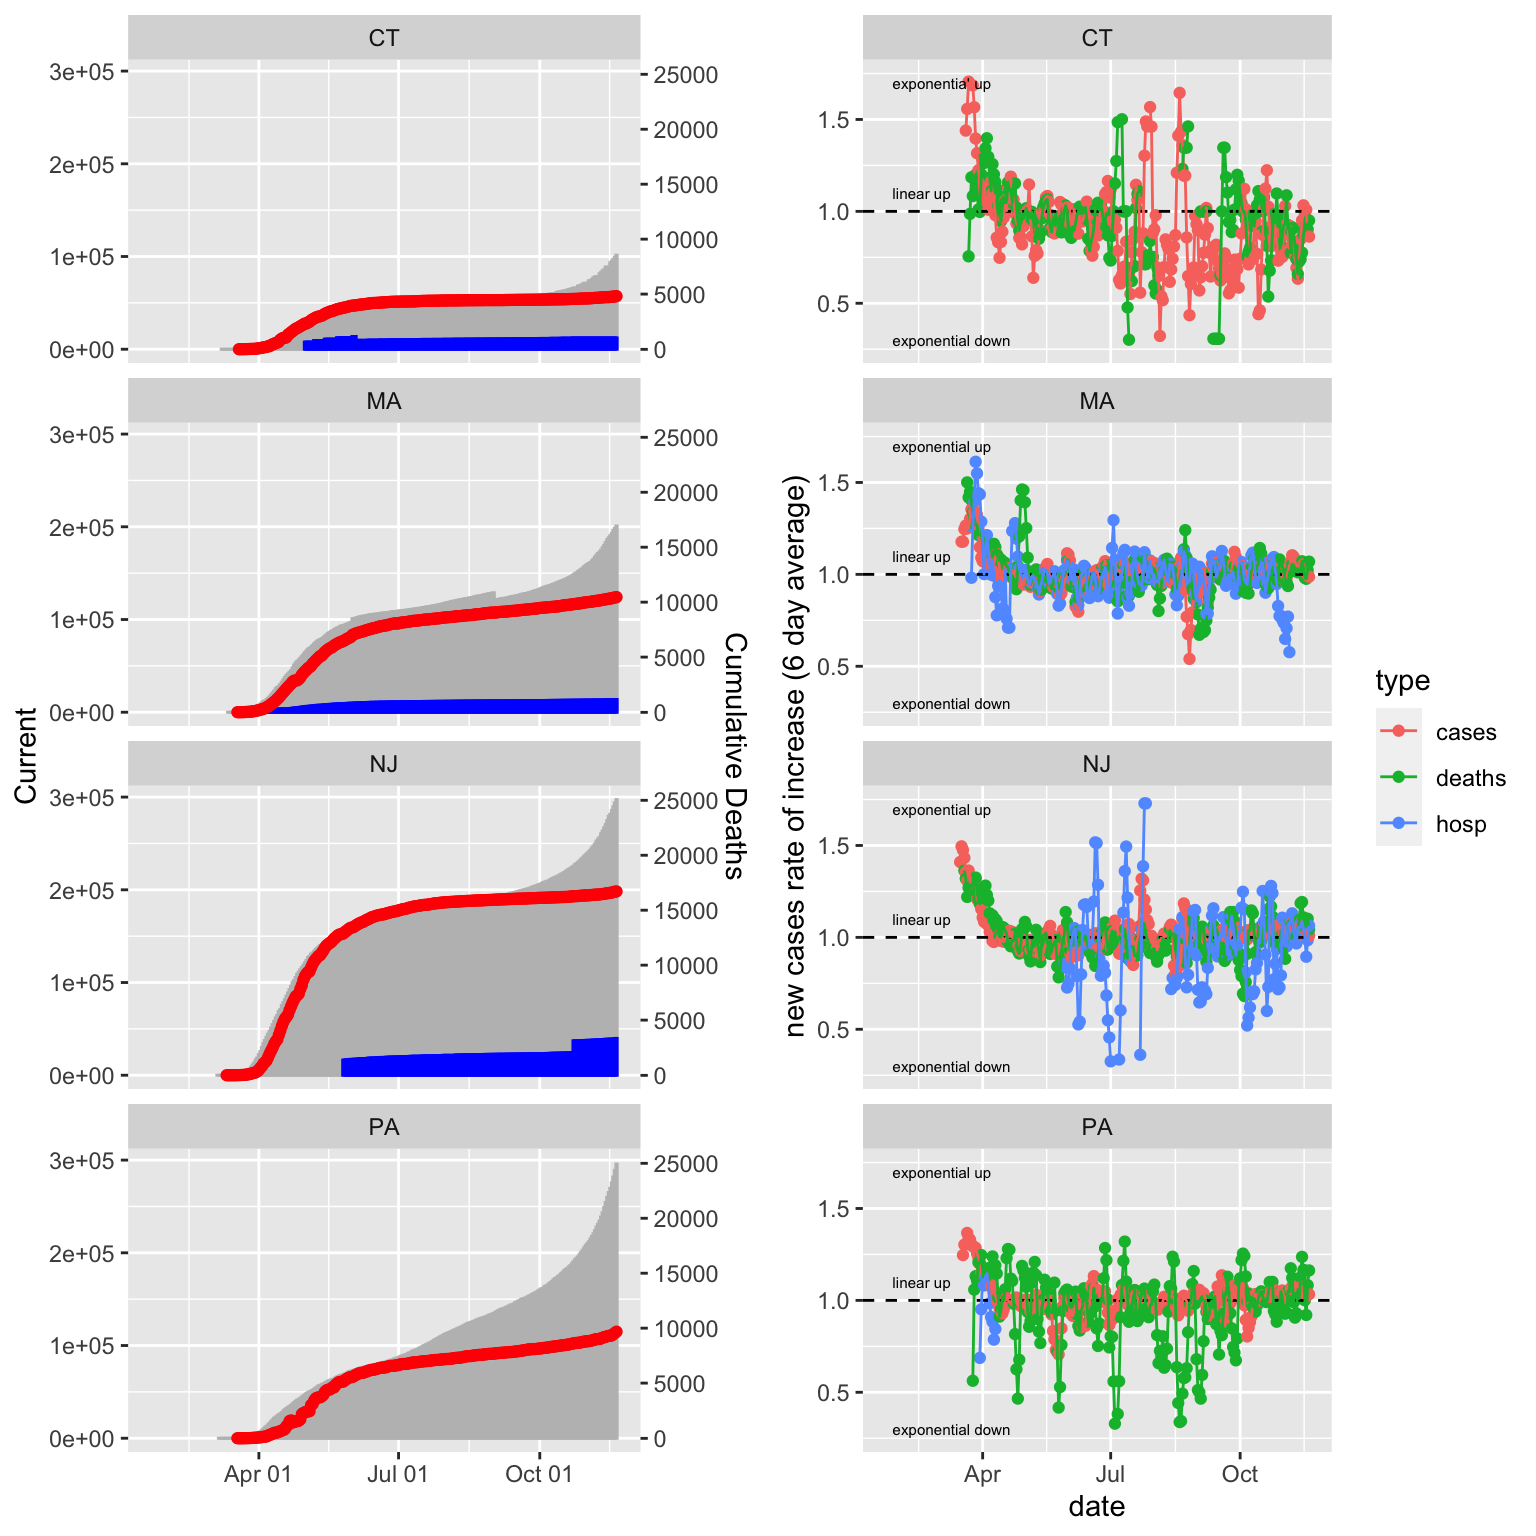 CT
3e+05
2e+05
1e+05
0e+00
25000
20000
15000
10000
5000
0
MA
3e+05
2e+05
1e+05
0e+00
25000
20000
15000
10000
5000
0
NJ
3e+05
2e+05
1e+05
0e+00
25000
20000
15000
10000
5000
0
PA
3e+05
2e+05
1e+05
0e+00
25000
20000
15000
10000
5000
0
Apr 01
Jul 01
Oct 01
Current
Cumulative Deaths
CT
1.5
1.0
0.5
exponential up
linear up
exponential down
MA
1.5
1.0
0.5
exponential up
linear up
exponential down
NJ
1.5
1.0
0.5
exponential up
linear up
exponential down
PA
1.5
1.0
0.5
exponential up
linear up
exponential down
Apr
Jul
Oct
date
new cases rate of increase (6 day average)
type
cases
deaths
hosp